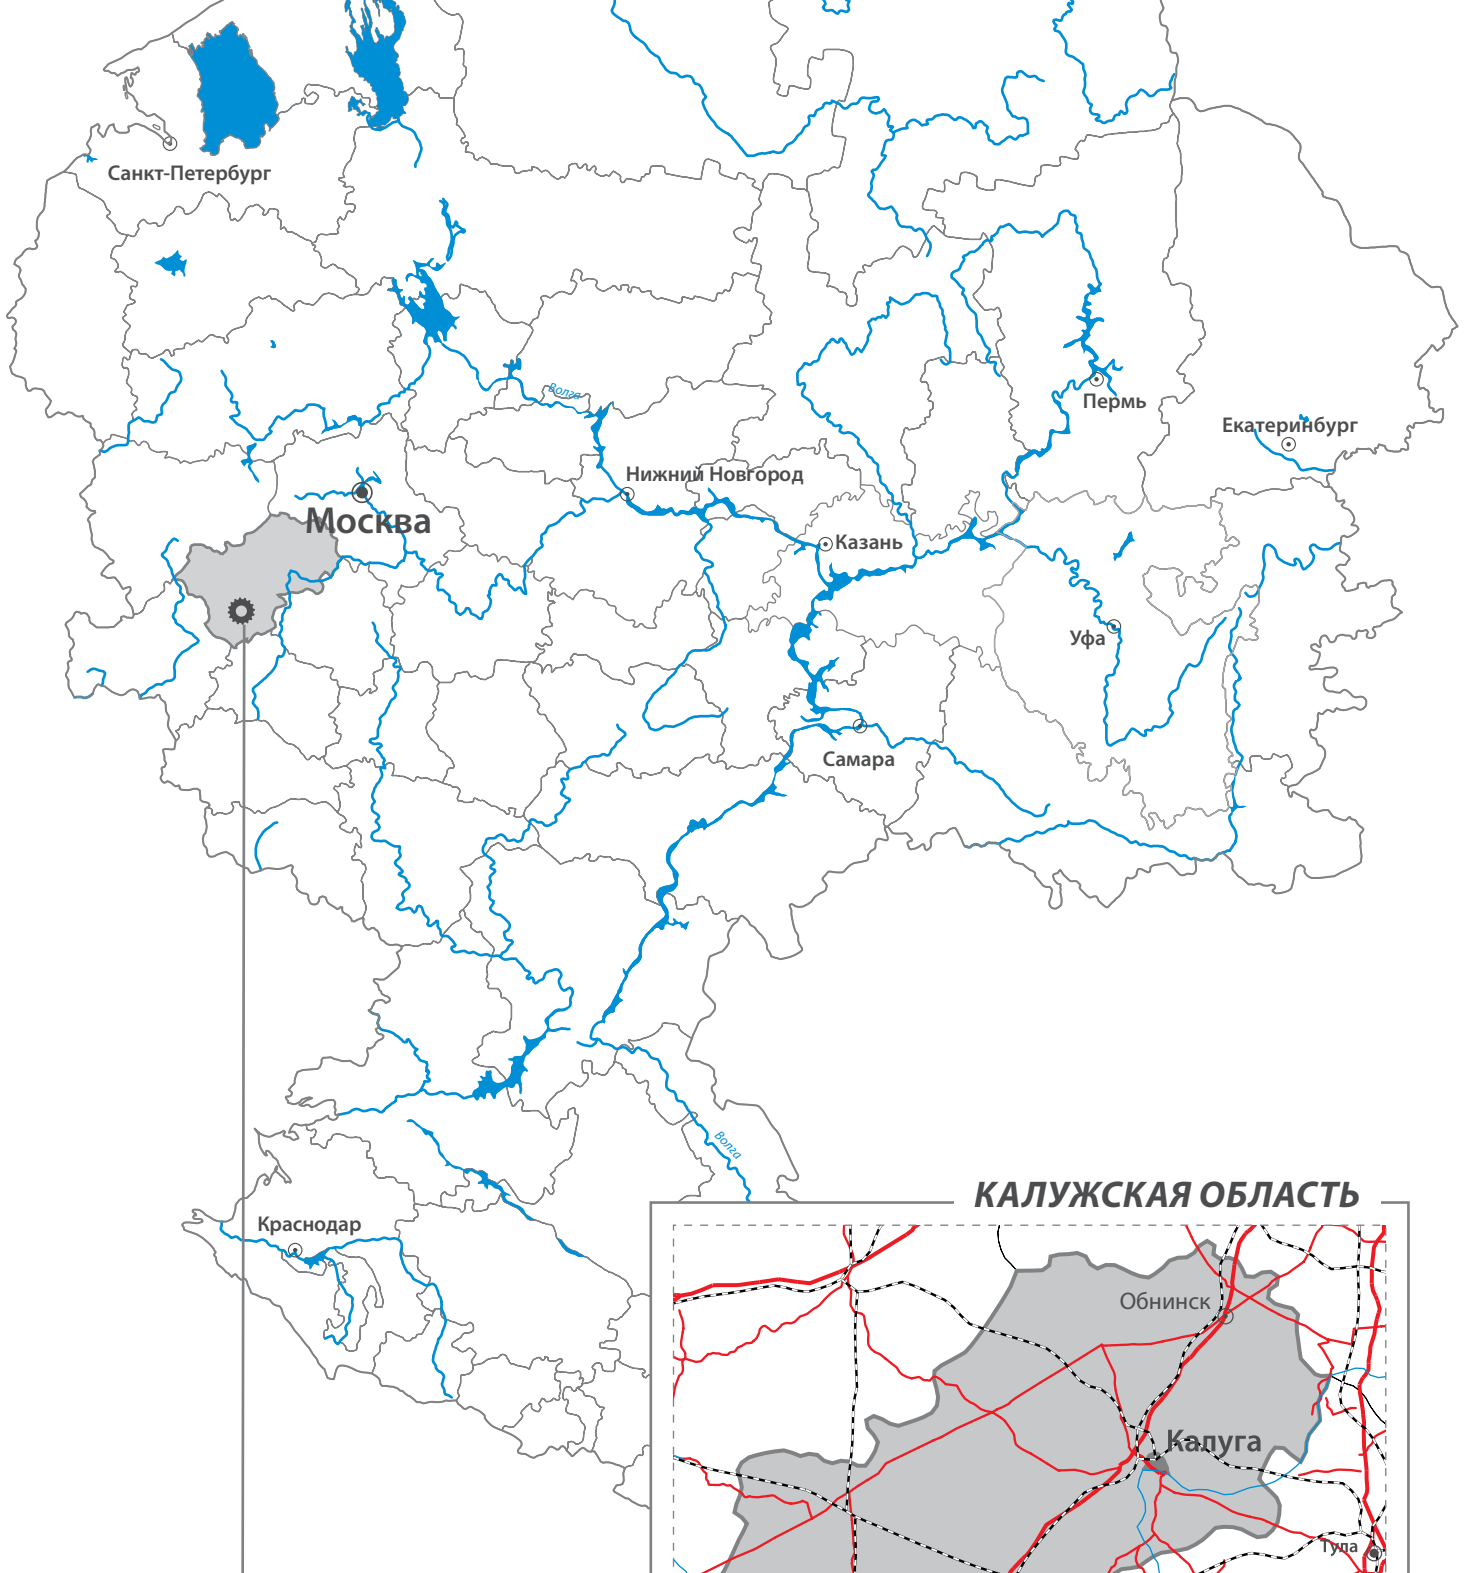 Санкт-Петербург
Волга
Пермь
Екатеринбург
Нижний Новгород
Москва
Казань
Уфа
Самара
Волга
КАЛУЖСКАЯ ОБЛАСТЬ
Краснодар
Обнинск
Калуга
Тула